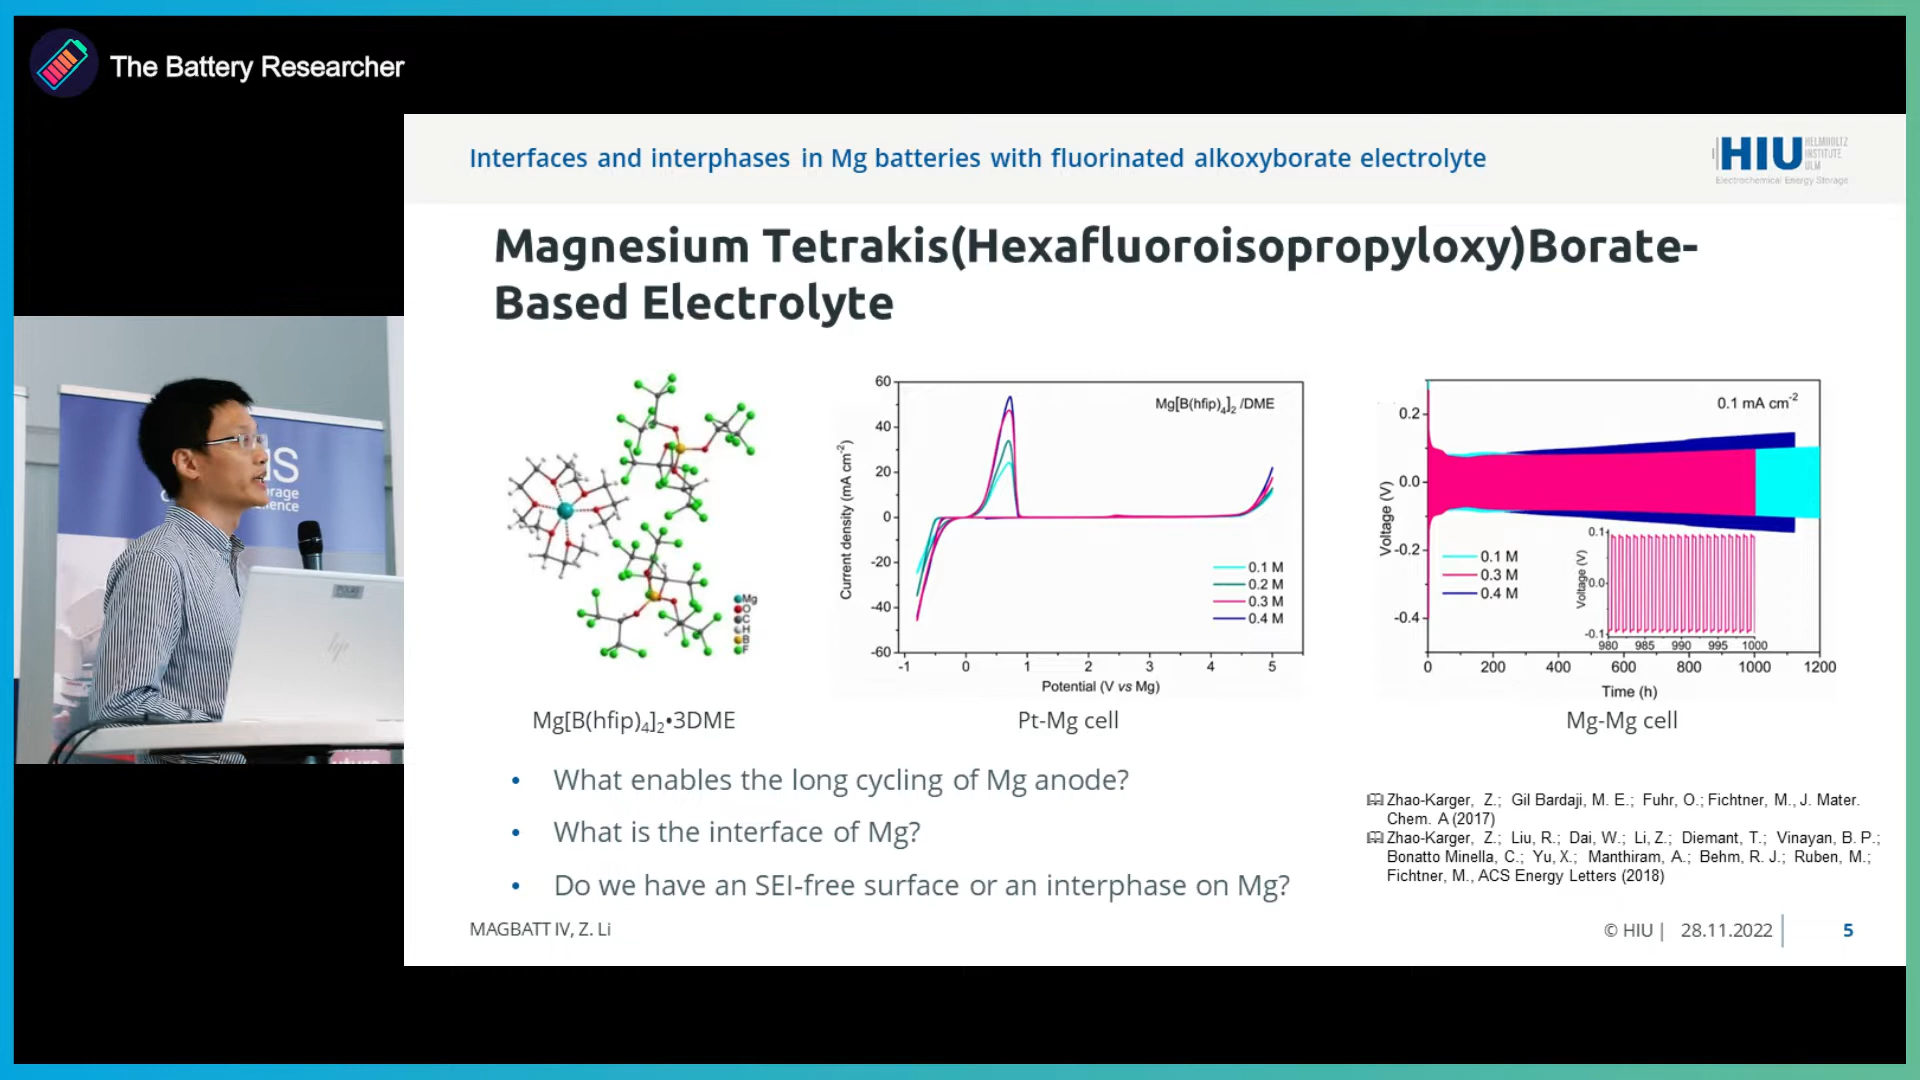 The Battery Researcher
Interfaces and interphases in Mg batteries with fluorinated alkoxyborate electrolyte
HIU
HELMHOLTZ
INSTITUTE
ULM
Electrochemical Energy Storage
Magnesium Tetrakis(Hexafluoroisopropyloxy)Borate-
Based Electrolyte
Mg
O
C
H
B
F
Mg[B(hfip)4]2•3DME
60
40
20
0
-20
-40
-60
Current density (mA cm-2)
Mg[B(hfip)4]2 /DME
0.1 M
0.2 M
0.3 M
0.4 M
-1 0 1 2 3 4 5
Potential (V vs Mg)
Pt-Mg cell
0.2
0.0
-0.2
-0.4
Voltage (V)
0.1 mA cm-2
0.1 M
0.3 M
0.4 M
0.1
0.0
-0.1
Voltage (V)
980 985 990 995 1000
0 200 400 600 800 1000 1200
Time (h)
Mg-Mg cell
• What enables the long cycling of Mg anode?
• What is the interface of Mg?
• Do we have an SEI-free surface or an interphase on Mg?
Zhao-Karger, Z.; Gil Bardaji, M. E.; Fuhr, O.; Fichtner, M., J. Mater.
Chem. A (2017)
Zhao-Karger, Z.; Liu, R.; Dai, W.; Li, Z.; Diemant, T.; Vinayan, B. P.;
Bonatto Minella, C.; Yu, X.; Manthiram, A.; Behm, R. J.; Ruben, M.;
Fichtner, M., ACS Energy Letters (2018)
MAGBATT IV, Z. Li
© HIU | 28.11.2022
5
hp